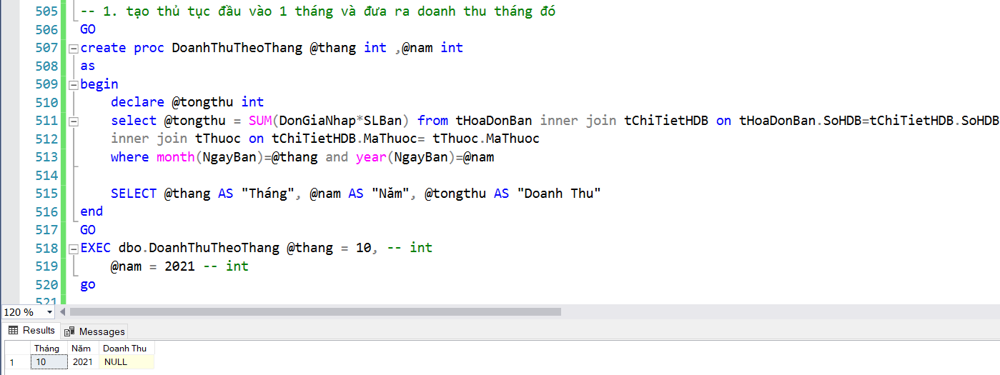 505 -- 1. tạo thủ tục đầu vào 1 tháng và đưa ra doanh thu tháng đó
506 GO
507 create proc DoanhThuTheoThang @thang int ,@nam int
508 as
509 begin
510 declare @tongthu int
511 select @tongthu = SUM(DonGiaNhap*SLBan) from tHoaDonBan inner join tChiTietHDB on tHoaDonBan.SoHDB=tChiTietHDB.SoHDB
512 inner join tThuoc on tChiTietHDB.MaThuoc= tThuoc.MaThuoc
513 where month(NgayBan)=@thang and year(NgayBan)=@nam
514
515 SELECT @thang AS "Tháng", @nam AS "Năm", @tongthu AS "Doanh Thu"
516 end
517 GO
518 EXEC dbo.DoanhThuTheoThang @thang = 10, -- int
519 @nam = 2021 -- int
520 go
521
120 %
Results Messages
Tháng Năm Doanh Thu
1 10 2021 NULL